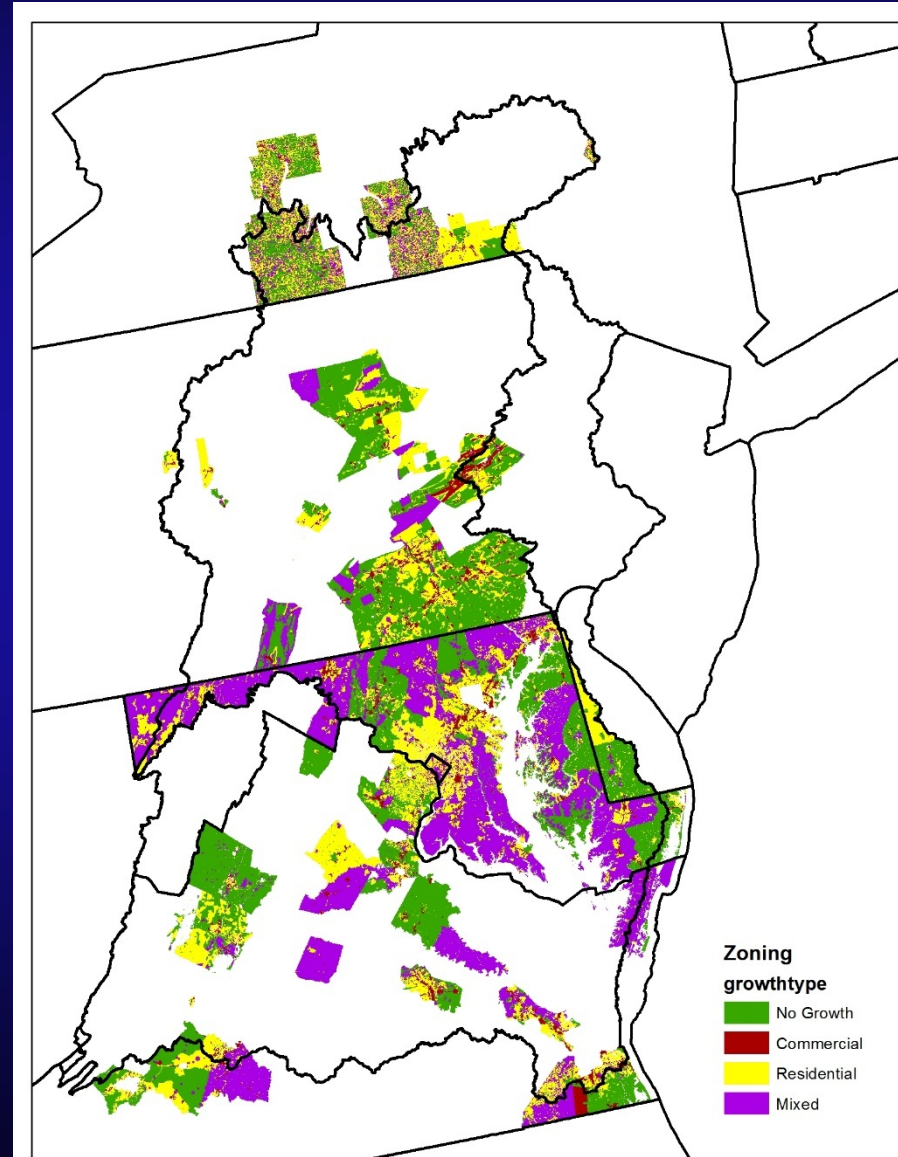 Zoning
growthtype
No Growth
Commercial
Residential
Mixed